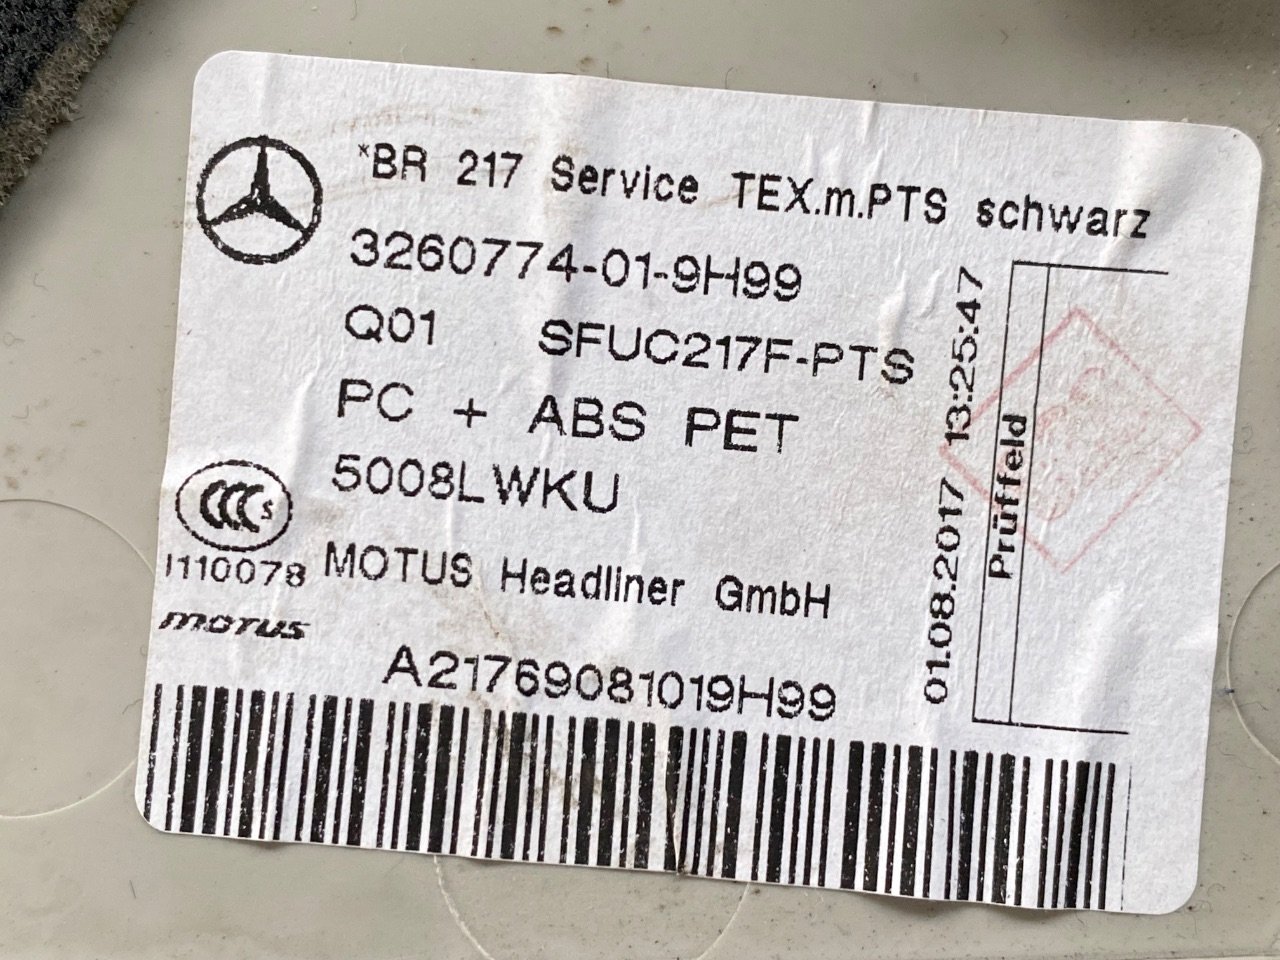 *BR 217 Service TEX.m.PTS schwarz
3260774-01-9H99
Q01 SFUC217F-PTS
PC + ABS PET
5008LWKU
CCC S
I110078
MOTUS Headliner GmbH
motus
A21769081019H99
01.08.2017 13:25:47
Prüffeld